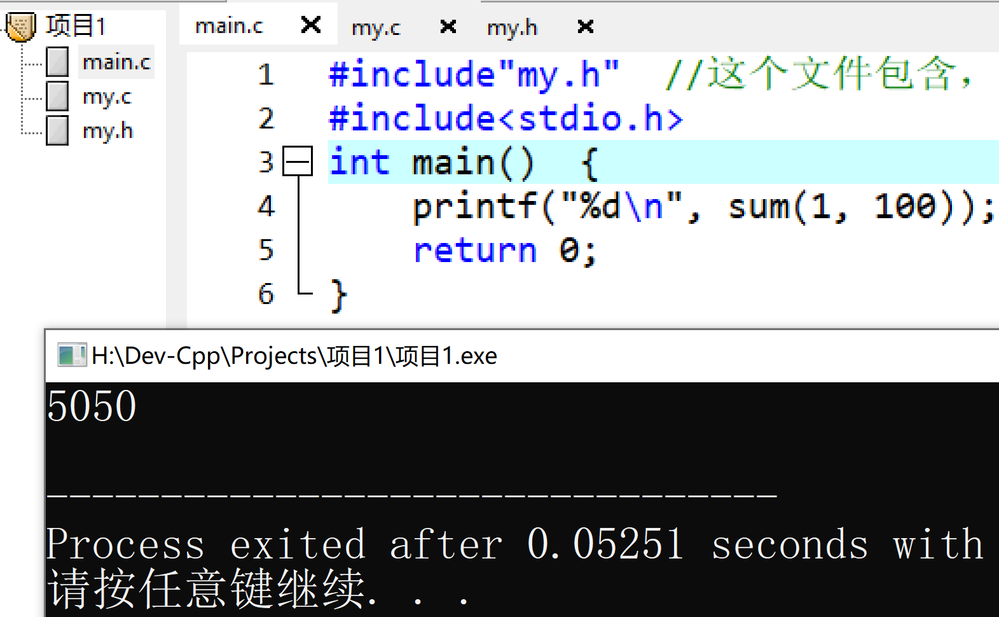 项目1
main.c
my.c
my.h
main.c my.c my.h
1 #include"my.h" //这个文件包含,
2 #include<stdio.h>
3 int main() {
4 printf("%d\n", sum(1, 100));
5 return 0;
6 }
H:\Dev-Cpp\Projects\项目1\项目1.exe
5050
--------------------------------
Process exited after 0.05251 seconds with
请按任意键继续. . .